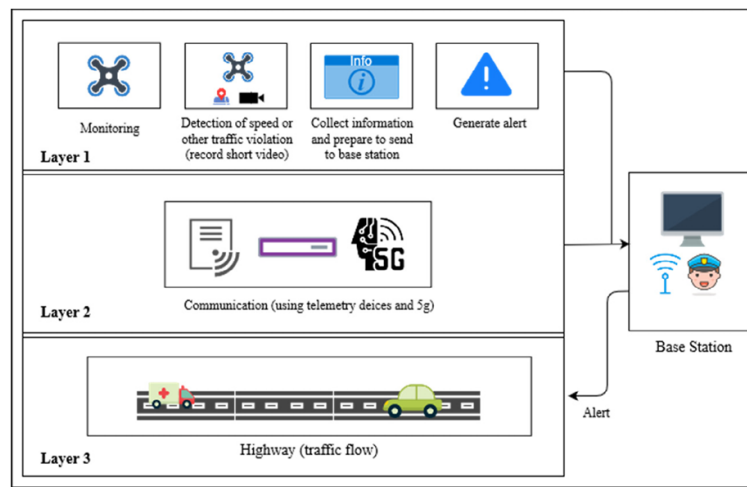 Info
Monitoring
Detection of speed or
other traffic violation
(record short video)
Collect information
and prepare to send
to base station
Generate alert
Layer 1
5G
Communication (using telemetry deices and 5g)
Layer 2
Base Station
Alert
Highway (traffic flow)
Layer 3